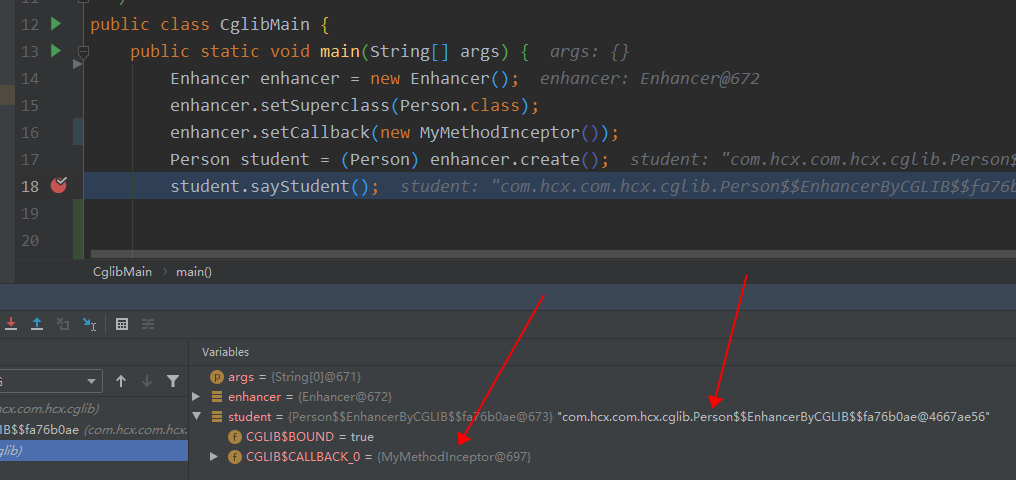 11
12 public class CglibMain {
13 public static void main(String[] args) { args: {}
14 Enhancer enhancer = new Enhancer(); enhancer: Enhancer@672
15 enhancer.setSuperclass(Person.class);
16 enhancer.setCallback(new MyMethodInceptor());
17 Person student = (Person) enhancer.create(); student: "com.hcx.com.hcx.cglib.Person$
18 student.sayStudent(); student: "com.hcx.com.hcx.cglib.Person$$EnhancerByCGLIB$$fa76b
19
20
CglibMain › main()
Variables
args = {String[0]@671}
enhancer = {Enhancer@672}
student = {Person$$EnhancerByCGLIB$$fa76b0ae@673} "com.hcx.com.hcx.cglib.Person$$EnhancerByCGLIB$$fa76b0ae@4667ae56"
CGLIB$BOUND = true
CGLIB$CALLBACK_0 = {MyMethodInceptor@697}
hcx.com.hcx.cglib)
IB$$fa76b0ae (com.hcx.com.hcx.
glib)